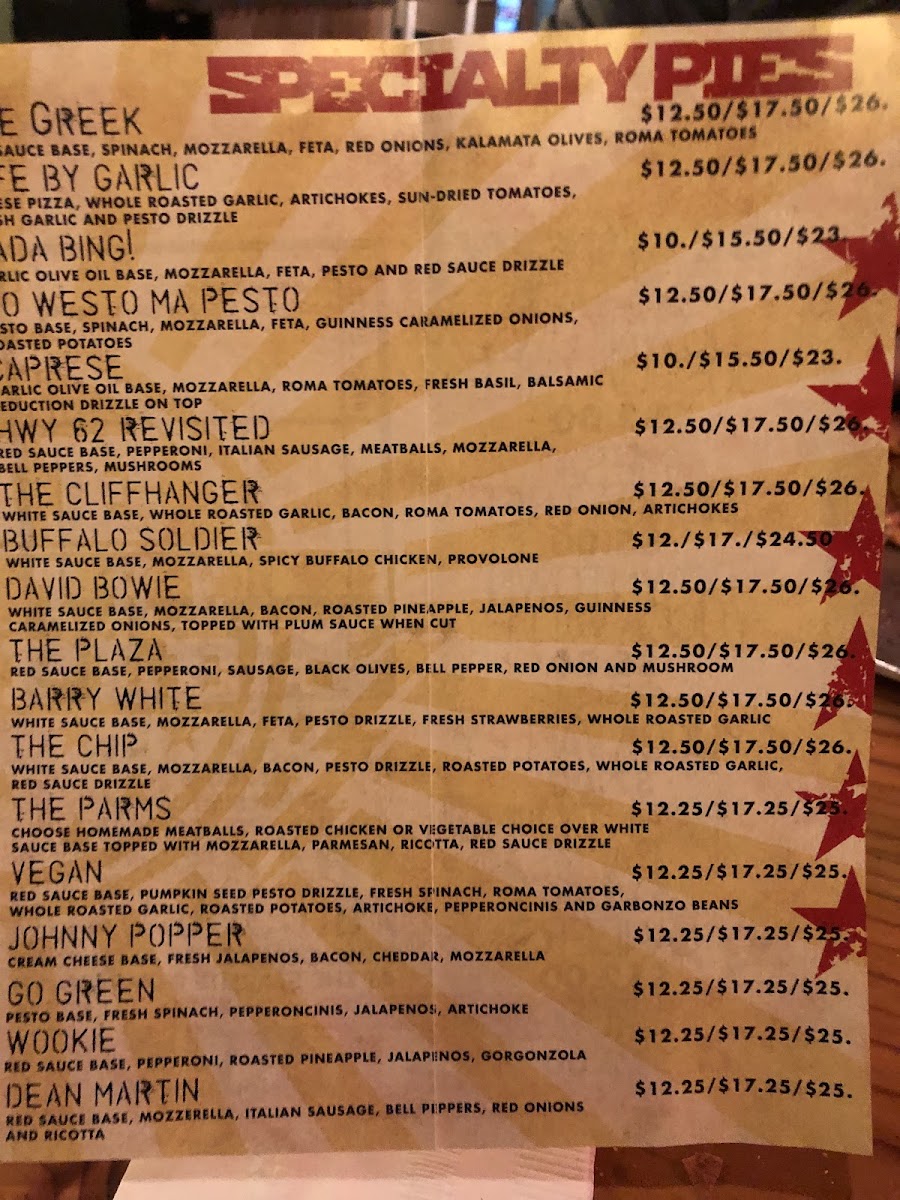 SPECIALTY PIES
E GREEK $12.50/$17.50/$26.
SAUCE BASE, SPINACH, MOZZARELLA, FETA, RED ONIONS, KALAMATA OLIVES, ROMA TOMATOES
FE BY GARLIC $12.50/$17.50/$26.
ESE PIZZA, WHOLE ROASTED GARLIC, ARTICHOKES, SUN-DRIED TOMATOES,
SH GARLIC AND PESTO DRIZZLE
ADA BING! $10./$15.50/$23.
RLIC OLIVE OIL BASE, MOZZARELLA, FETA, PESTO AND RED SAUCE DRIZZLE
O WESTO MA PESTO $12.50/$17.50/$26.
STO BASE, SPINACH, MOZZARELLA, FETA, GUINNESS CARAMELIZED ONIONS,
OASTED POTATOES
CAPRESE $10./$15.50/$23.
ARLIC OLIVE OIL BASE, MOZZARELLA, ROMA TOMATOES, FRESH BASIL, BALSAMIC
EDUCTION DRIZZLE ON TOP
HWY 62 REVISITED $12.50/$17.50/$26.
RED SAUCE BASE, PEPPERONI, ITALIAN SAUSAGE, MEATBALLS, MOZZARELLA,
BELL PEPPERS, MUSHROOMS
THE CLIFFHANGER $12.50/$17.50/$26.
WHITE SAUCE BASE, WHOLE ROASTED GARLIC, BACON, ROMA TOMATOES, RED ONION, ARTICHOKES
BUFFALO SOLDIER $12./$17./$24.50
WHITE SAUCE BASE, MOZZARELLA, SPICY BUFFALO CHICKEN, PROVOLONE
DAVID BOWIE $12.50/$17.50/$26.
WHITE SAUCE BASE, MOZZARELLA, BACON, ROASTED PINEAPPLE, JALAPENOS, GUINNESS
CARAMELIZED ONIONS, TOPPED WITH PLUM SAUCE WHEN CUT
THE PLAZA $12.50/$17.50/$26.
RED SAUCE BASE, PEPPERONI, SAUSAGE, BLACK OLIVES, BELL PEPPER, RED ONION AND MUSHROOM
BARRY WHITE $12.50/$17.50/$26.
WHITE SAUCE BASE, MOZZARELLA, FETA, PESTO DRIZZLE, FRESH STRAWBERRIES, WHOLE ROASTED GARLIC
THE CHIP $12.50/$17.50/$26.
WHITE SAUCE BASE, MOZZARELLA, BACON, PESTO DRIZZLE, ROASTED POTATOES, WHOLE ROASTED GARLIC,
RED SAUCE DRIZZLE
THE PARMS $12.25/$17.25/$25.
CHOOSE HOMEMADE MEATBALLS, ROASTED CHICKEN OR VEGETABLE CHOICE OVER WHITE
SAUCE BASE TOPPED WITH MOZZARELLA, PARMESAN, RICOTTA, RED SAUCE DRIZZLE
VEGAN $12.25/$17.25/$25.
RED SAUCE BASE, PUMPKIN SEED PESTO DRIZZLE, FRESH SPINACH, ROMA TOMATOES,
WHOLE ROASTED GARLIC, ROASTED POTATOES, ARTICHOKE, PEPPERONCINIS AND GARBONZO BEANS
JOHNNY POPPER $12.25/$17.25/$25.
CREAM CHEESE BASE, FRESH JALAPENOS, BACON, CHEDDAR, MOZZARELLA
GO GREEN $12.25/$17.25/$25.
PESTO BASE, FRESH SPINACH, PEPPERONCINIS, JALAPENOS, ARTICHOKE
WOOKIE $12.25/$17.25/$25.
RED SAUCE BASE, PEPPERONI, ROASTED PINEAPPLE, JALAPENOS, GORGONZOLA
DEAN MARTIN $12.25/$17.25/$25.
RED SAUCE BASE, MOZZERELLA, ITALIAN SAUSAGE, BELL PEPPERS, RED ONIONS
AND RICOTTA